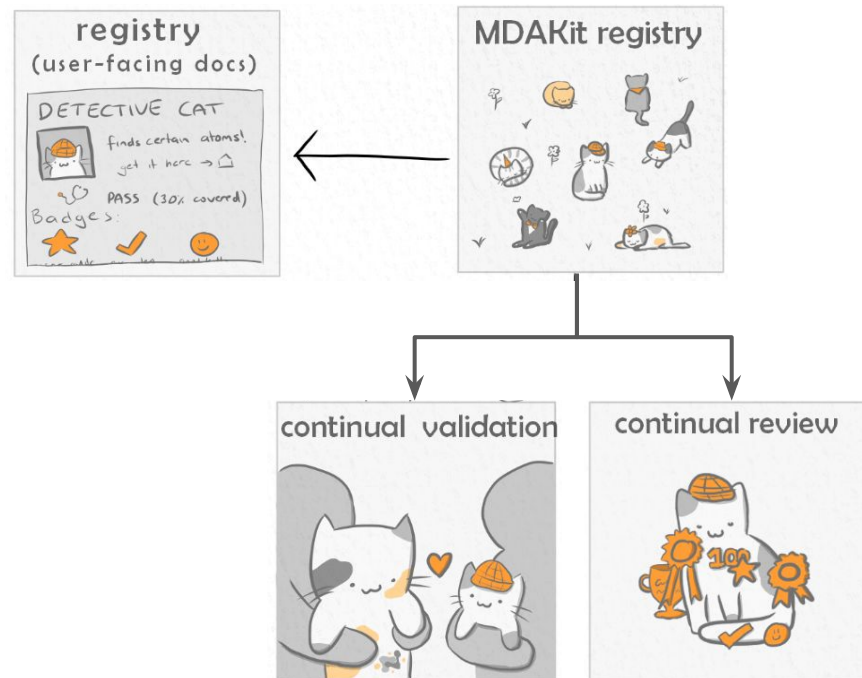 registry
(user-facing docs)
DETECTIVE CAT
finds certain atoms!
get it here →
PASS (30% covered)
Badges:
MDAKit registry
continual validation
continual review
10